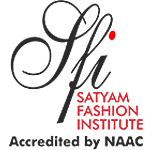 Sfi
SATYAM
FASHION
INSTITUTE
Accredited by NAAC